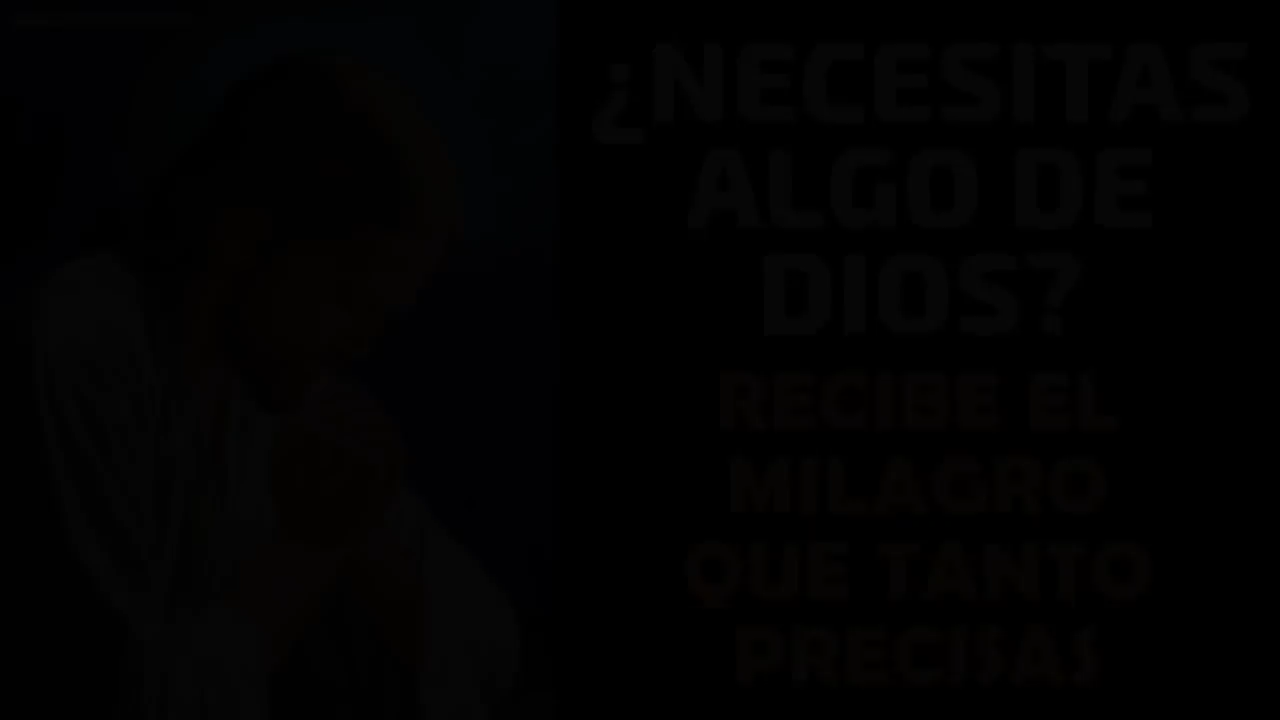 ¿NECESITAS
ALGO DE
DIOS?
RECIBE EL
MILAGRO
QUE TANTO
PRECISAS